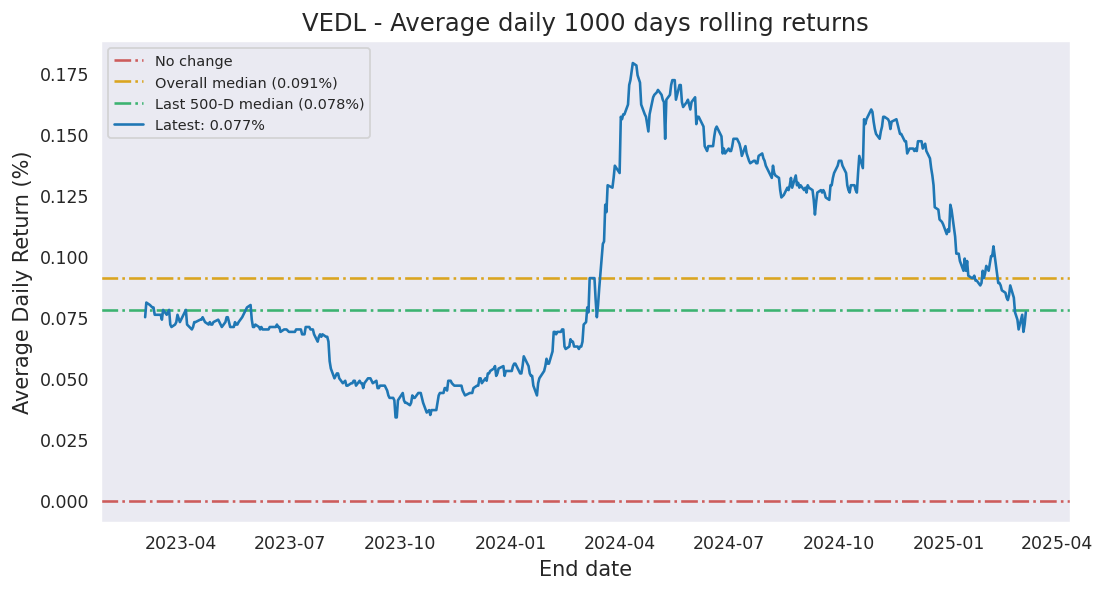 VEDL - Average daily 1000 days rolling returns
No change
Overall median (0.091%)
Last 500-D median (0.078%)
Latest: 0.077%
Average Daily Return (%)
0.175
0.150
0.125
0.100
0.075
0.050
0.025
0.000
2023-04 2023-07 2023-10 2024-01 2024-04 2024-07 2024-10 2025-01 2025-04
End date